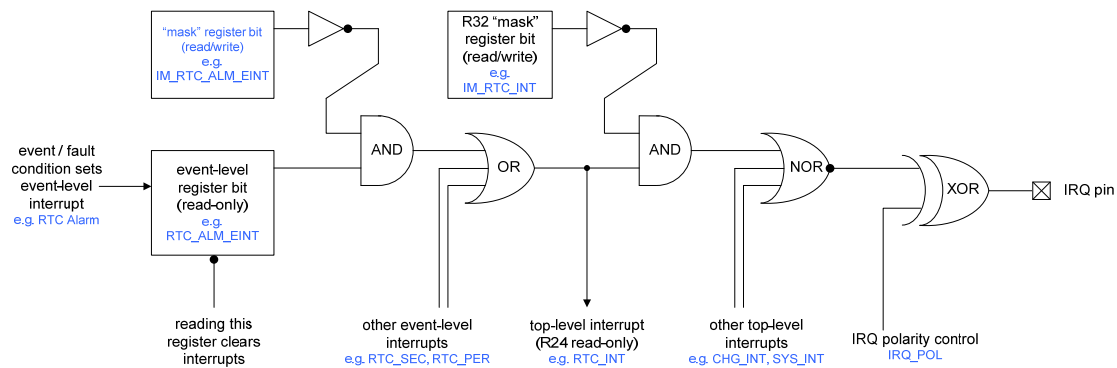 “mask” register bit
(read/write)
e.g.
IM_RTC_ALM_EINT
R32 “mask”
register bit
(read/write)
e.g.
IM_RTC_INT
event / fault
condition sets
event-level
interrupt
e.g. RTC Alarm
event-level
register bit
(read-only)
e.g.
RTC_ALM_EINT
AND
OR
AND
NOR
XOR
IRQ pin
reading this
register clears
interrupts
other event-level
interrupts
e.g. RTC_SEC, RTC_PER
top-level interrupt
(R24 read-only)
e.g. RTC_INT
other top-level
interrupts
e.g. CHG_INT, SYS_INT
IRQ polarity control
IRQ_POL